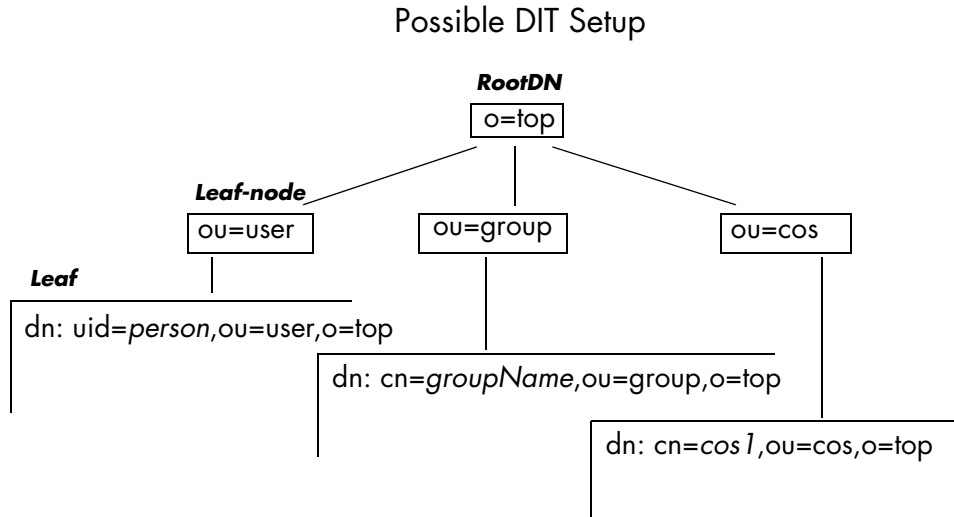 Possible DIT Setup
RootDN
o=top
Leaf-node
ou=user
ou=group
ou=cos
Leaf
dn: uid=person,ou=user,o=top
dn: cn=groupName,ou=group,o=top
dn: cn=cos1,ou=cos,o=top